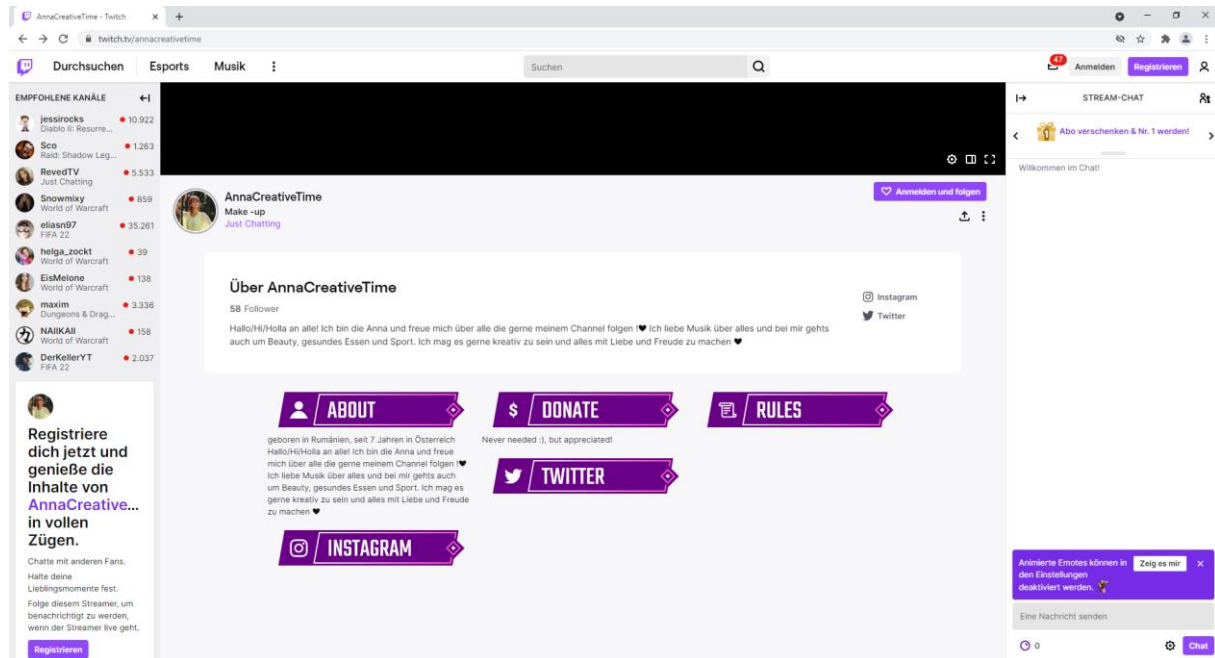 AnnaCreativeTime - Twitch
twitch.tv/annacreativetime
Durchsuchen Esports Musik
Suchen
47
Anmelden
Registrieren
EMPFOHLENE KANÄLE
jessirocks 10.922
Diablo II: Resurre...
Sco 1.263
Raid: Shadow Leg...
RevedTV 5.533
Just Chatting
Snowmixy 859
World of Warcraft
eliasn97 35.261
FIFA 22
helga_zockt 39
World of Warcraft
EisMelone 138
World of Warcraft
maxim 3.336
Dungeons & Drag...
NAIIKAII 158
World of Warcraft
DerKellerYT 2.037
FIFA 22
Registriere
dich jetzt und
genieße die
Inhalte von
AnnaCreative...
in vollen
Zügen.
Chatte mit anderen Fans.
Halte deine
Lieblingsmomente fest.
Folge diesem Streamer, um
benachrichtigt zu werden,
wenn der Streamer live geht.
Registrieren
AnnaCreativeTime
Make -up
Just Chatting
Anmelden und folgen
Über AnnaCreativeTime
58 Follower
Hallo/Hi/Holla an alle! Ich bin die Anna und freue mich über alle die gerne meinem Channel folgen !♥ Ich liebe Musik über alles und bei mir gehts
auch um Beauty, gesundes Essen und Sport. Ich mag es gerne kreativ zu sein und alles mit Liebe und Freude zu machen ♥
Instagram
Twitter
ABOUT
geboren in Rumänien, seit 7 Jahren in Österreich
Hallo/Hi/Holla an alle! Ich bin die Anna und freue
mich über alle die gerne meinem Channel folgen !♥
Ich liebe Musik über alles und bei mir gehts auch
um Beauty, gesundes Essen und Sport. Ich mag es
gerne kreativ zu sein und alles mit Liebe und Freude
zu machen ♥
INSTAGRAM
$ DONATE
Never needed :), but appreciated!
TWITTER
RULES
STREAM-CHAT
1
Abo verschenken & Nr. 1 werden!
Willkommen im Chat!
Animierte Emotes können in
den Einstellungen
deaktiviert werden.
Zeig es mir
Eine Nachricht senden
0
Chat